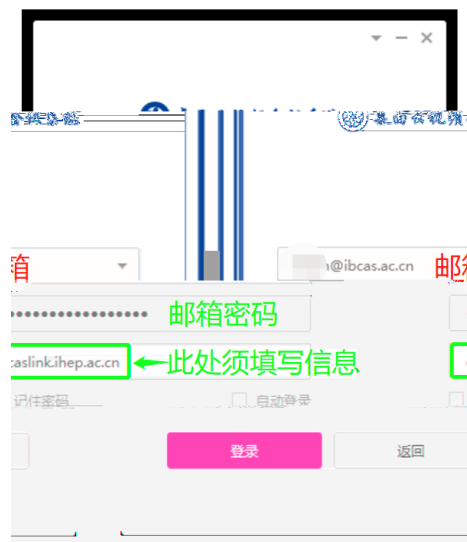 箱
@ibcas.ac.cn
邮箱密码
caslink.ihep.ac.cn
此处须填写信息
记住密码
自动登录
登录
返回